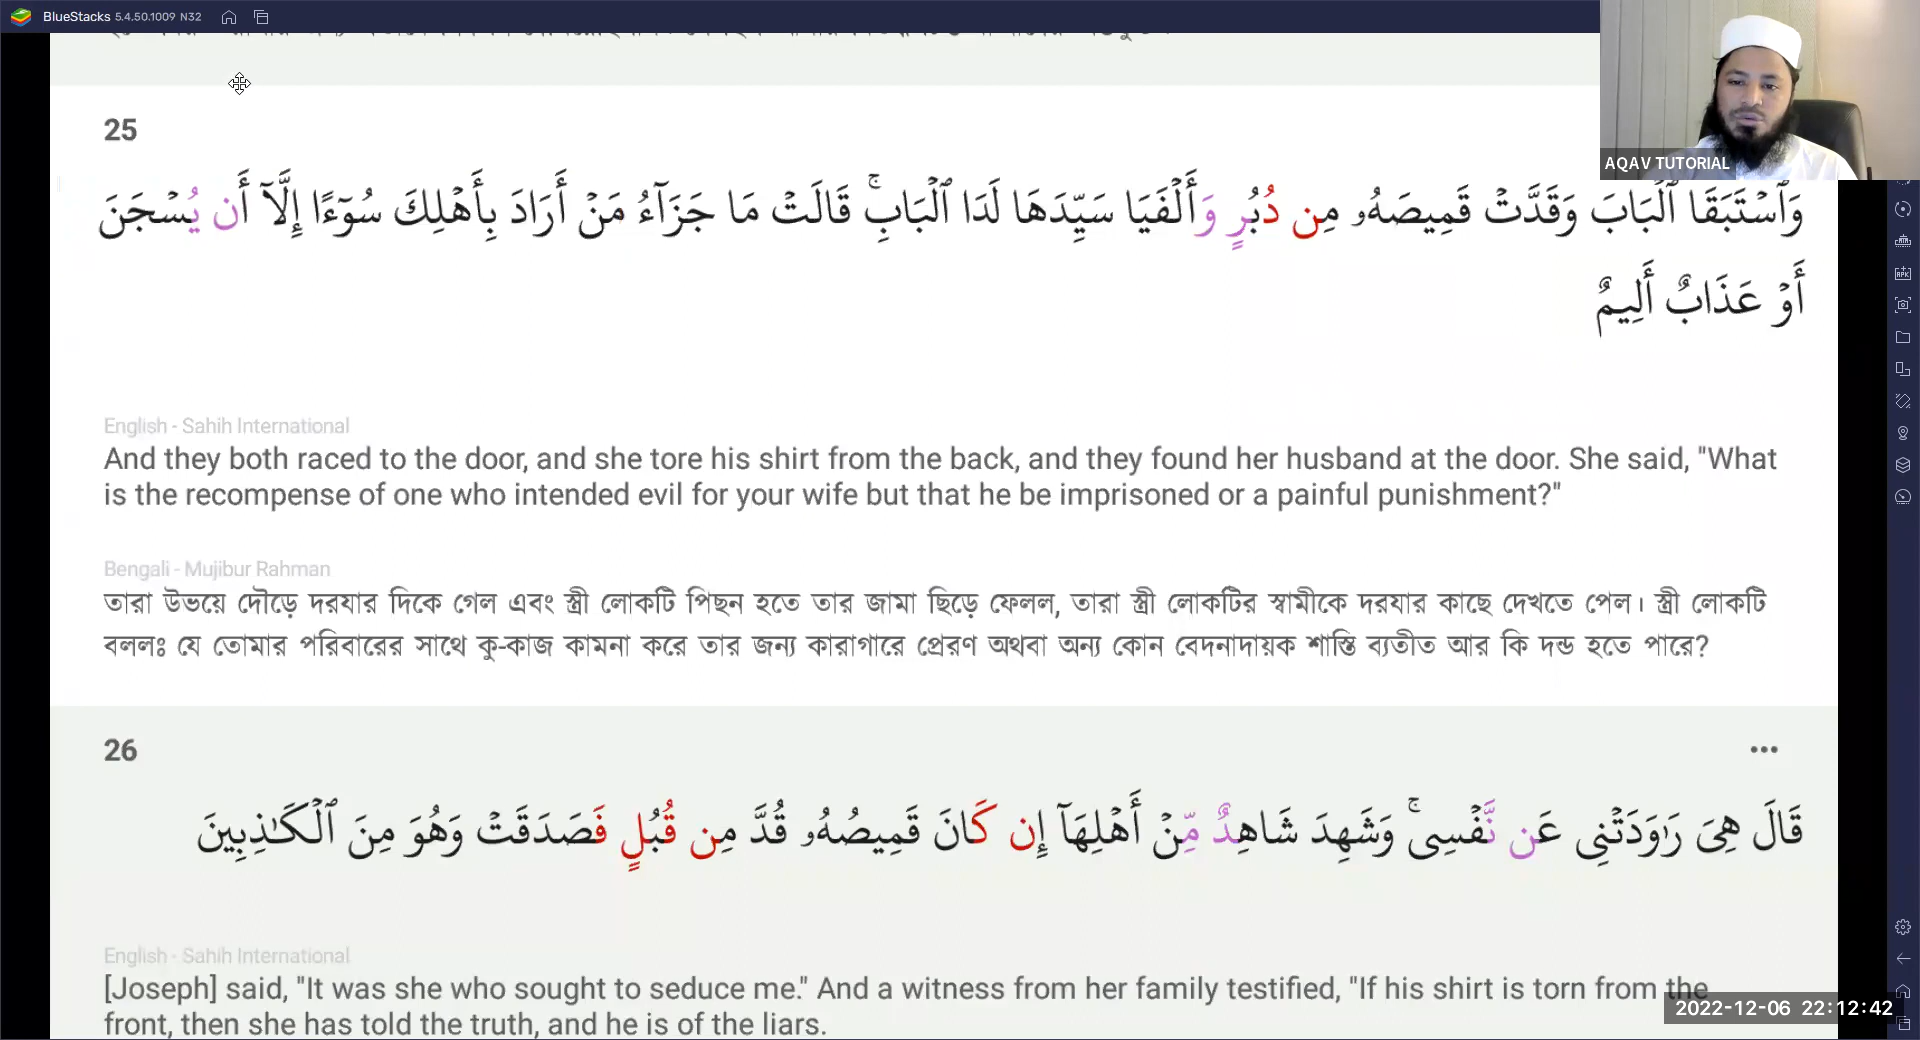 BlueStacks 5.4.50.1009 N32
25
AQAV TUTORIAL
وَٱسْتَبَقَا ٱلْبَابَ وَقَدَّتْ قَمِيصَهُۥ مِن دُبُرٍ وَأَلْفَيَا سَيِّدَهَا لَدَا ٱلْبَابِ ۚ قَالَتْ مَا جَزَآءُ مَنْ أَرَادَ بِأَهْلِكَ سُوٓءًا إِلَّآ أَن يُسْجَنَ
أَوْ عَذَابٌ أَلِيمٌ
English - Sahih International
And they both raced to the door, and she tore his shirt from the back, and they found her husband at the door. She said, "What
is the recompense of one who intended evil for your wife but that he be imprisoned or a painful punishment?"
Bengali - Mujibur Rahman
তারা উভয়ে দৌড়ে দরযার দিকে গেল এবং স্ত্রী লোকটি পিছন হতে তার জামা ছিড়ে ফেলল, তারা স্ত্রী লোকটির স্বামীকে দরযার কাছে দেখতে পেল। স্ত্রী লোকটি
বললঃ যে তোমার পরিবারের সাথে কু-কাজ কামনা করে তার জন্য কারাগারে প্রেরণ অথবা অন্য কোন বেদনাদায়ক শাস্তি ব্যতীত আর কি দন্ড হতে পারে?
26
قَالَ هِىَ رَٰوَدَتْنِى عَن نَّفْسِى ۚ وَشَهِدَ شَاهِدٌ مِّنْ أَهْلِهَآ إِن كَانَ قَمِيصُهُۥ قُدَّ مِن قُبُلٍ فَصَدَقَتْ وَهُوَ مِنَ ٱلْكَـٰذِبِينَ
English - Sahih International
[Joseph] said, "It was she who sought to seduce me." And a witness from her family testified, "If his shirt is torn from the
front, then she has told the truth, and he is of the liars.
2022-12-06 22:12:42